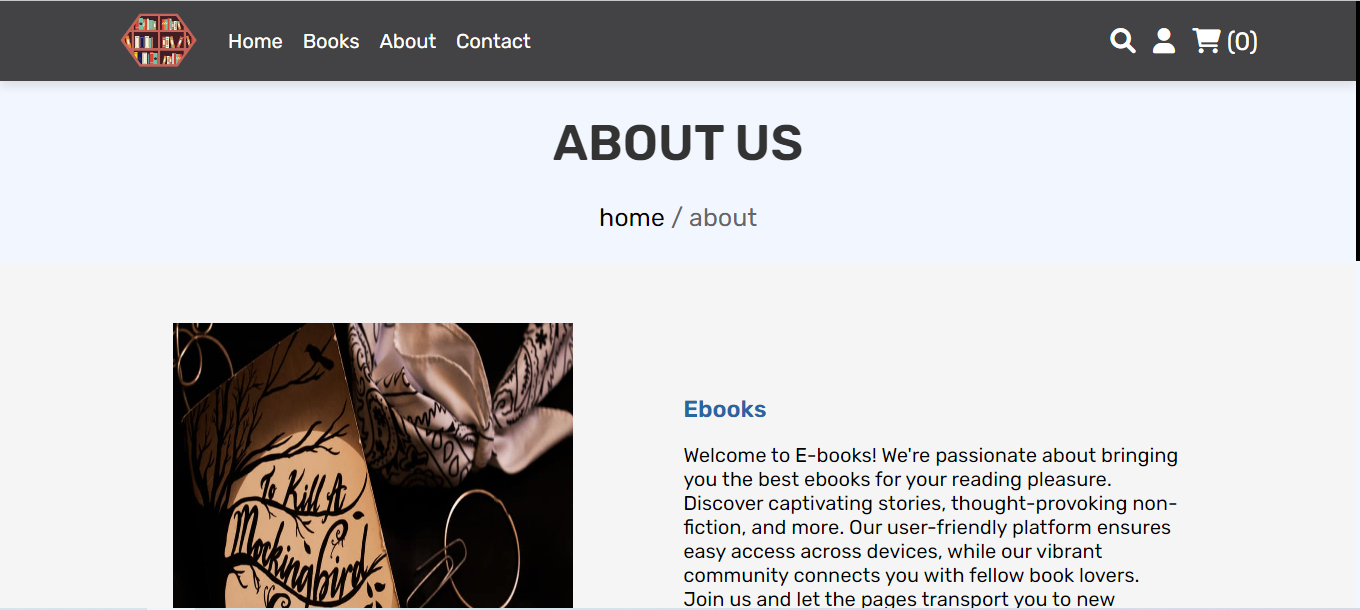 Home Books About Contact (0)
ABOUT US
home / about
Ebooks
Welcome to E-books! We're passionate about bringing
you the best ebooks for your reading pleasure.
Discover captivating stories, thought-provoking non-
fiction, and more. Our user-friendly platform ensures
easy access across devices, while our vibrant
community connects you with fellow book lovers.
Join us and let the pages transport you to new
To Kill A
Mockingbird